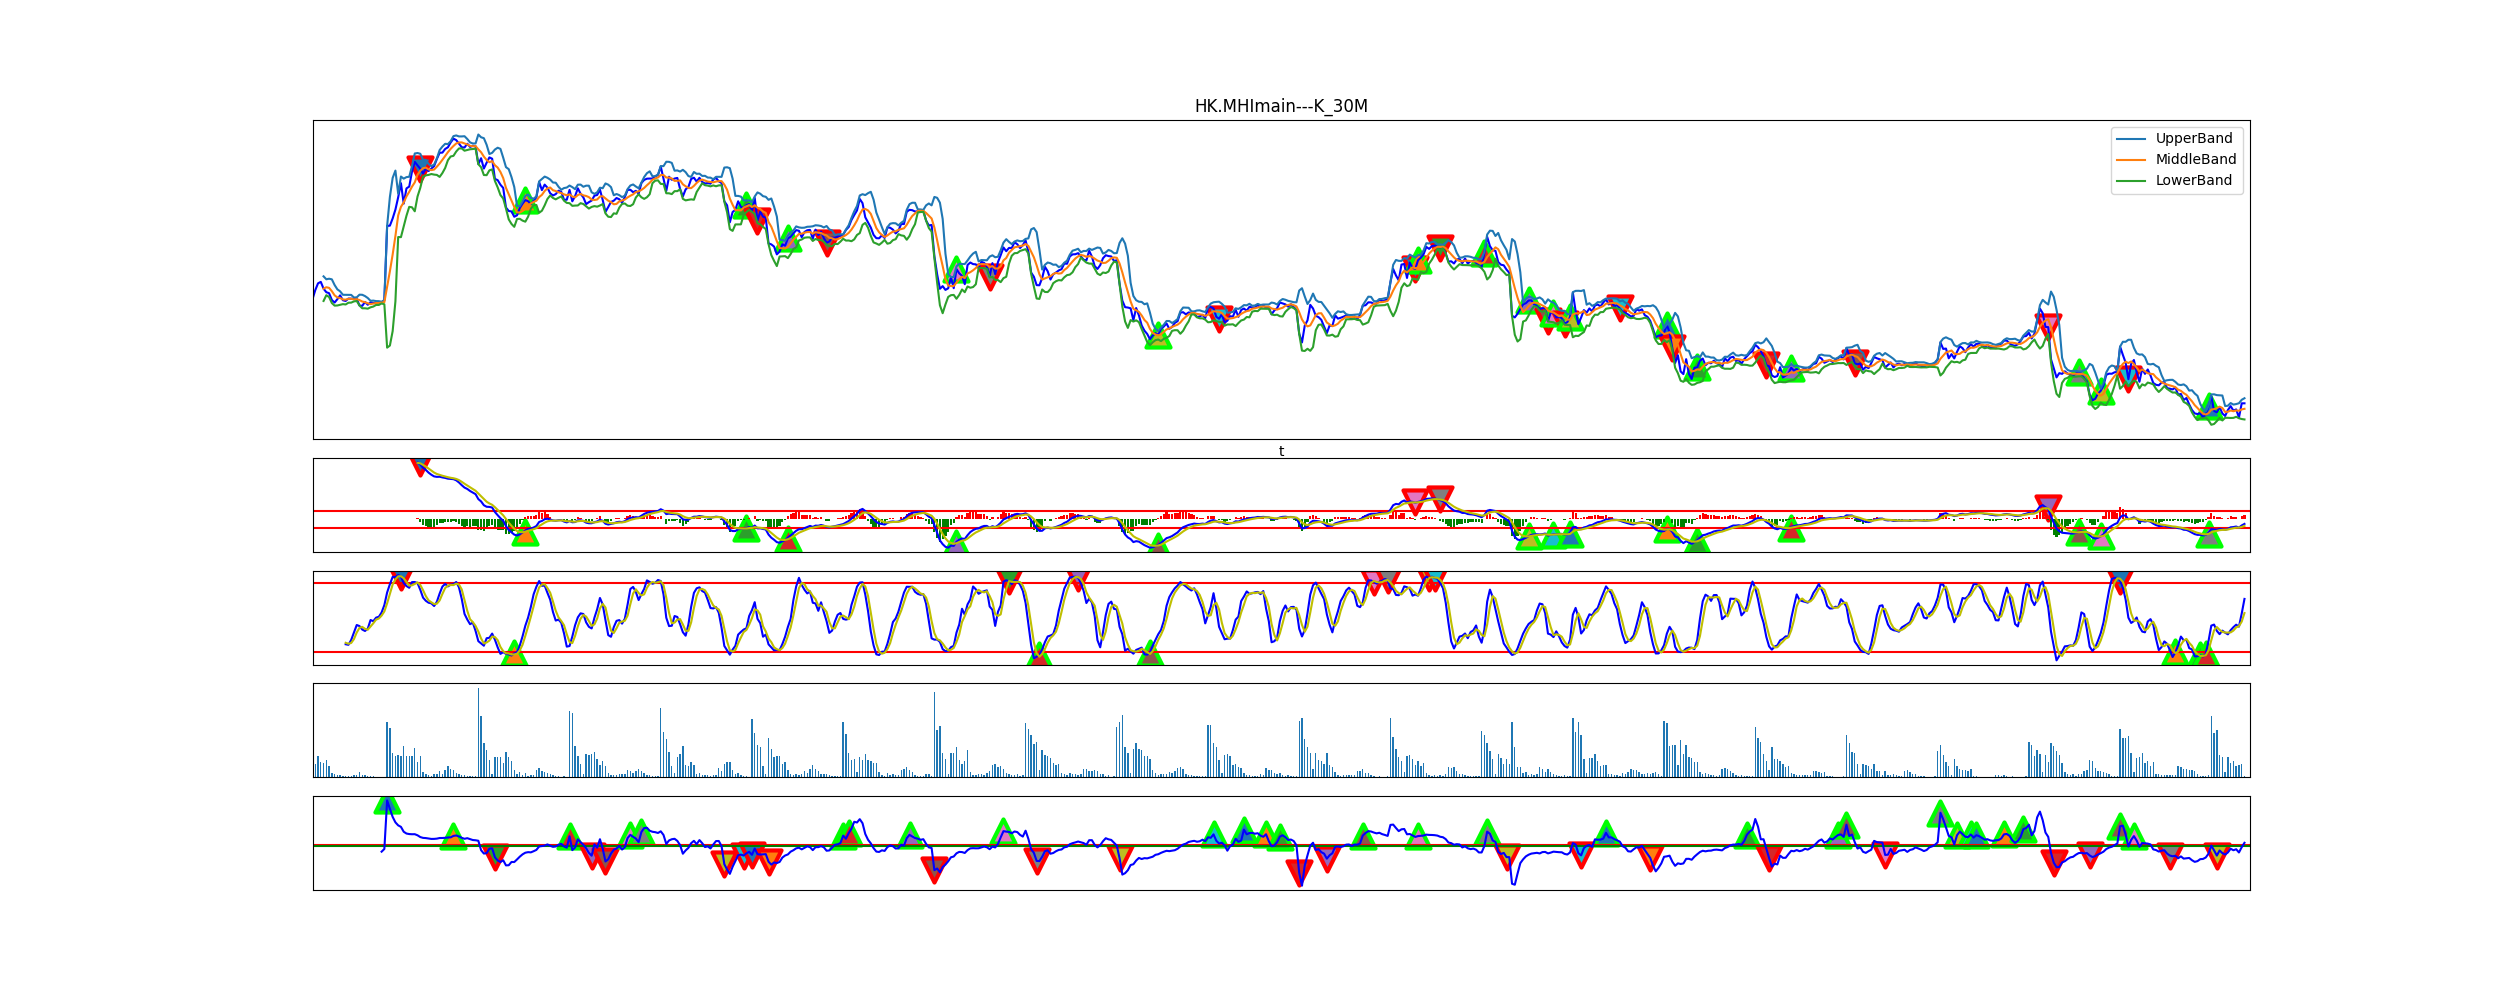 HK.MHImain---K_30M
UpperBand
MiddleBand
LowerBand
t